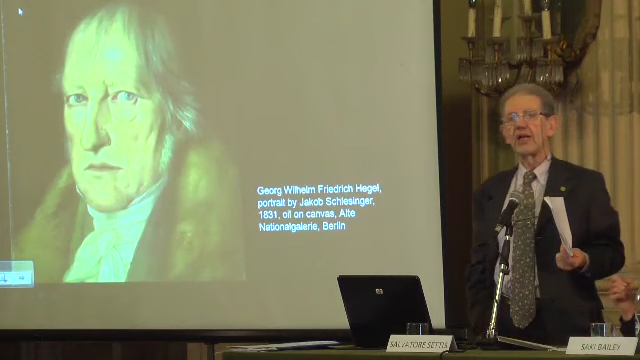 Georg Wilhelm Friedrich Hegel,
portrait by Jakob Schlesinger,
1831, oil on canvas, Alte
Nationalgalerie, Berlin
SALVATORE SETTIS
SAKI BAILEY
hp